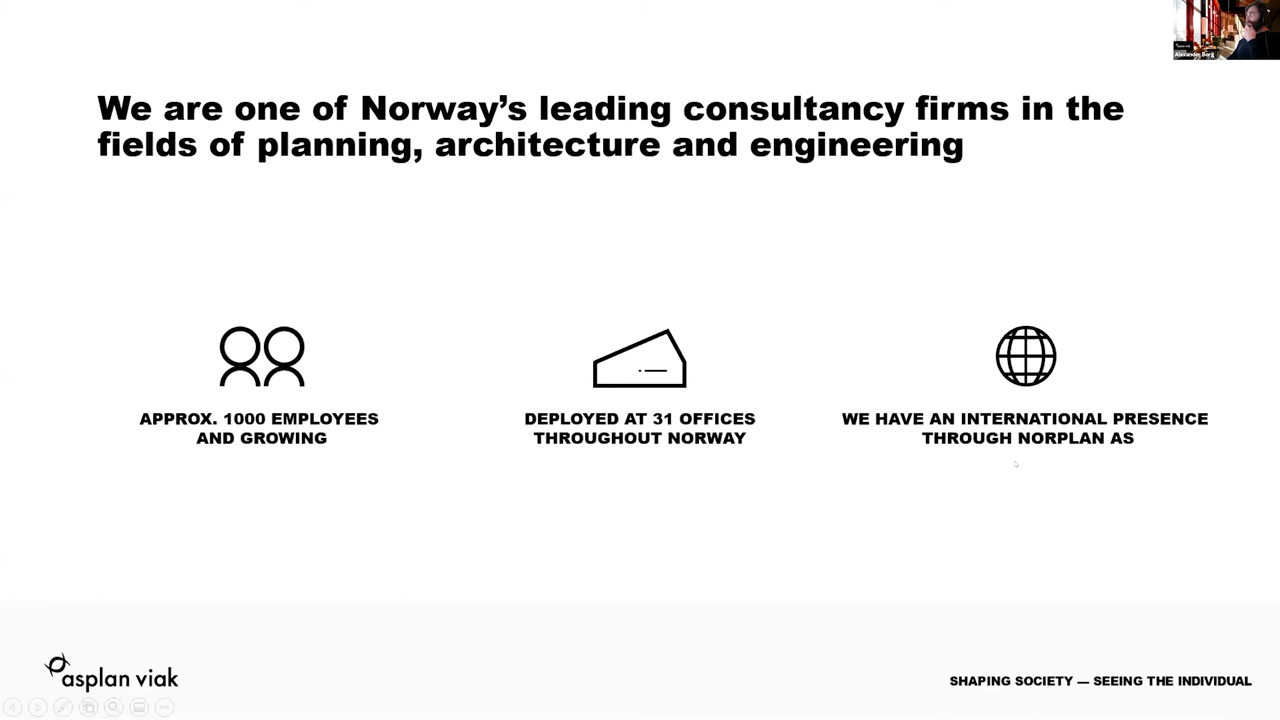 Alexander Borg
We are one of Norway’s leading consultancy firms in the
fields of planning, architecture and engineering
APPROX. 1000 EMPLOYEES
AND GROWING
DEPLOYED AT 31 OFFICES
THROUGHOUT NORWAY
WE HAVE AN INTERNATIONAL PRESENCE
THROUGH NORPLAN AS
asplan viak
SHAPING SOCIETY — SEEING THE INDIVIDUAL